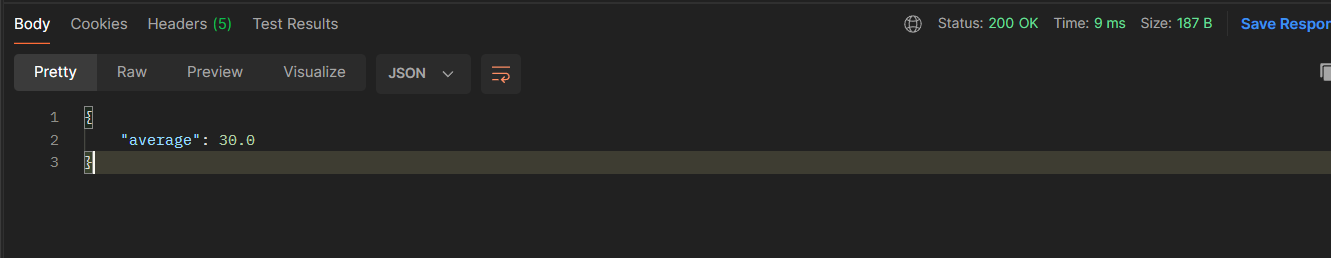 Body Cookies Headers (5) Test Results Status: 200 OK Time: 9 ms Size: 187 B Save Respor
Pretty Raw Preview Visualize JSON
1 {
2 "average": 30.0
3 }